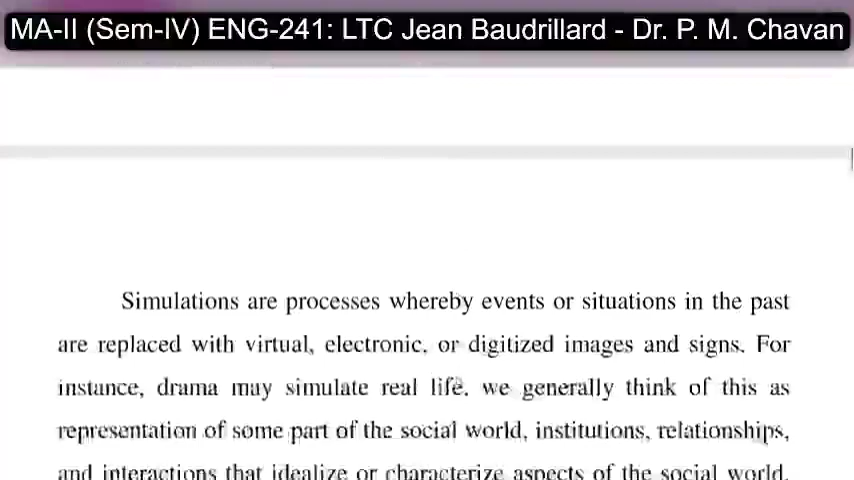 MA-II (Sem-IV) ENG-241: LTC Jean Baudrillard - Dr. P. M. Chavan
Simulations are processes whereby events or situations in the past
are replaced with virtual, electronic, or digitized images and signs. For
instance, drama may simulate real life, we generally think of this as
representation of some part of the social world, institutions, relationships,
and interactions that idealize or characterize aspects of the social world.